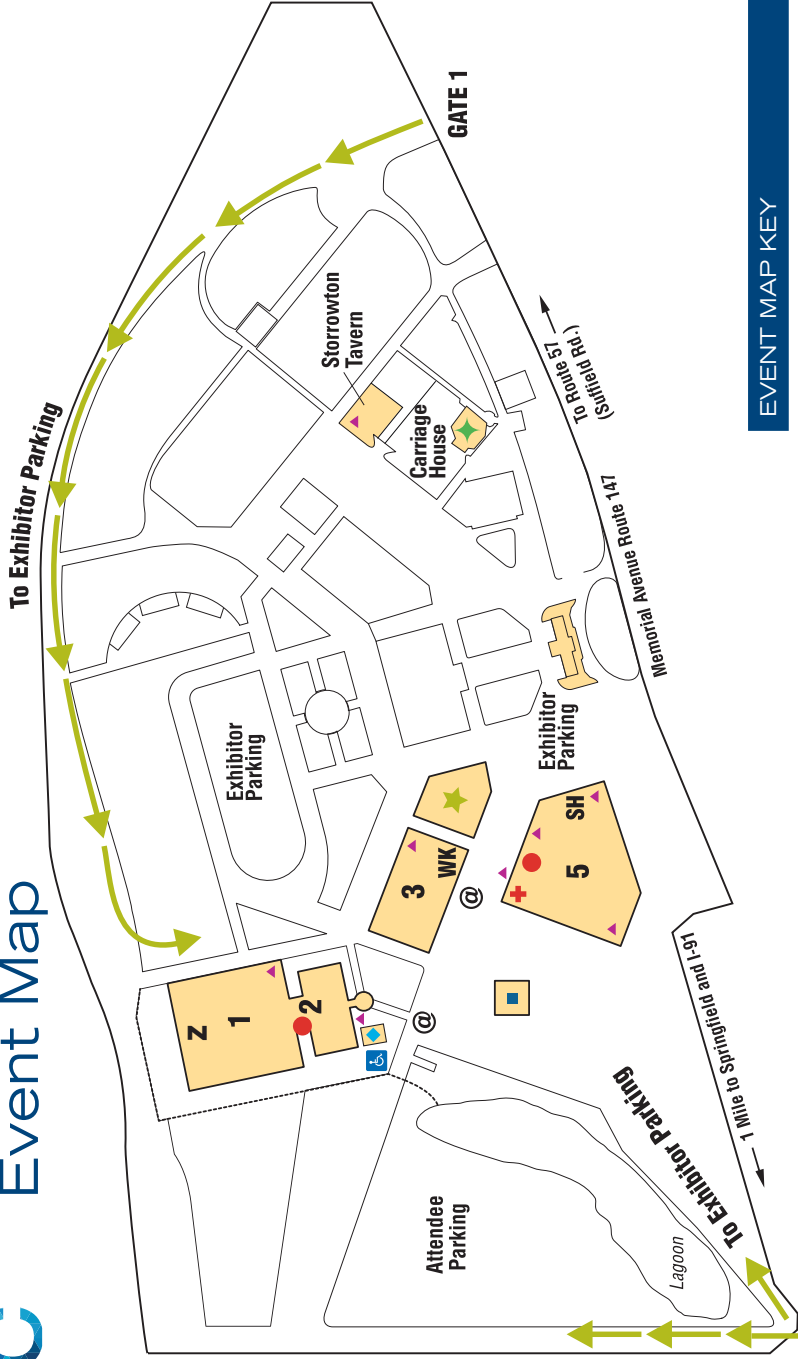 C
Event Map
To Exhibitor Parking
GATE 1
Storrowton
Tavern
Carriage
House
To Route 57
(Suffield Rd.)
Memorial Avenue Route 147
Exhibitor
Parking
Exhibitor
Parking
Z
1
2
3
WK
5
SH
@
@
Attendee
Parking
Lagoon
To Exhibitor Parking
1 Mile to Springfield and I-91
EVENT MAP KEY